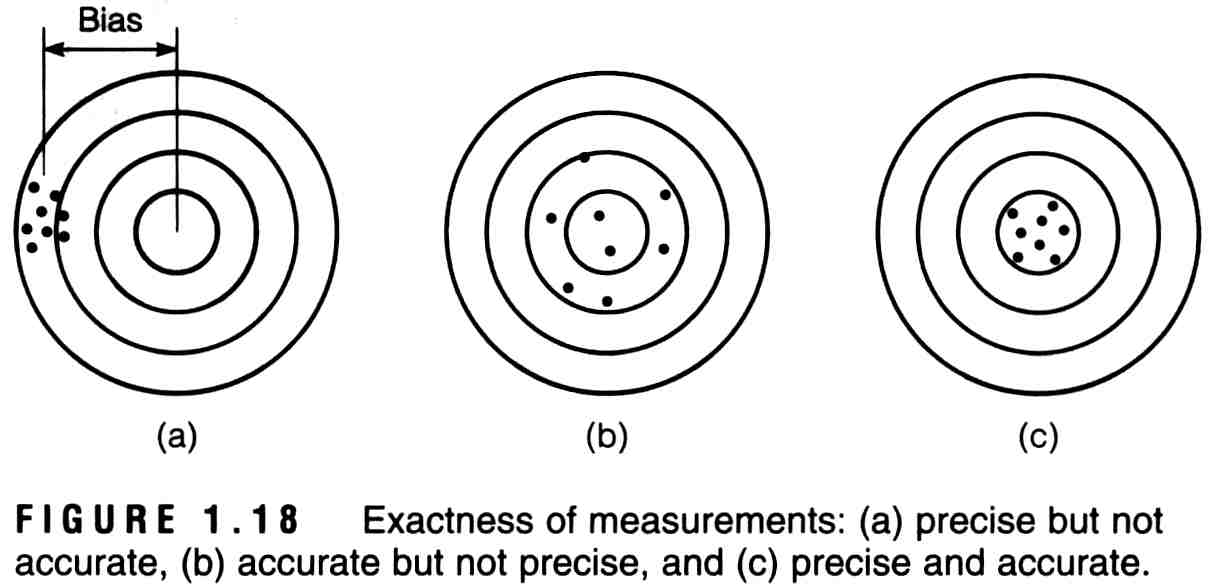 Bias
(a)
(b)
(c)
FIGURE 1.18 Exactness of measurements: (a) precise but not
accurate, (b) accurate but not precise, and (c) precise and accurate.